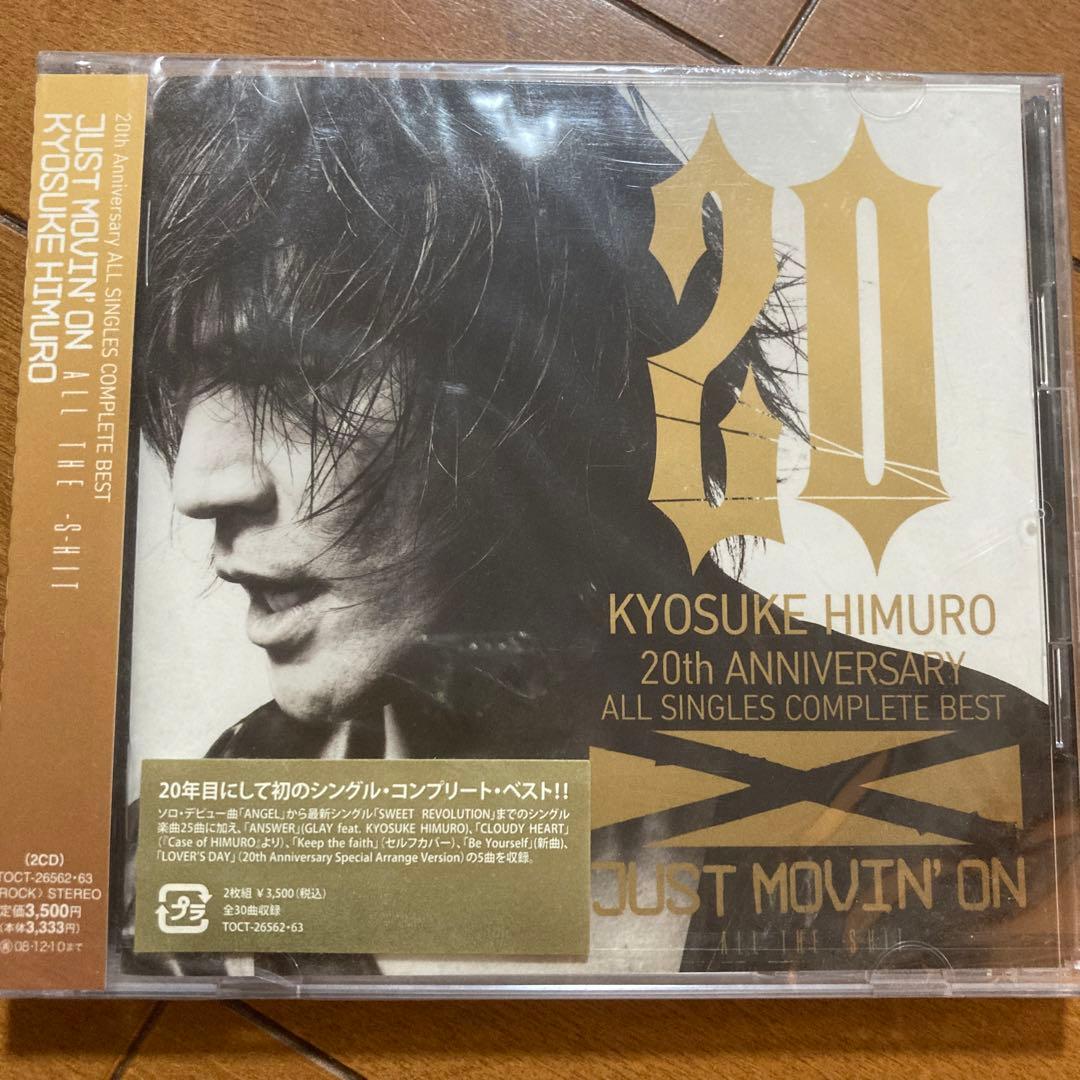 20th Anniversary ALL SINGLES COMPLETE BEST
JUST MOVIN' ON ALL THE -S-HIT
KYOSUKE HIMURO
(2CD)
TOCT-26562・63
(ROCK) STEREO
定価3,500円
(本体3,333円)
08・12・10まで
20
KYOSUKE HIMURO
20th ANNIVERSARY
ALL SINGLES COMPLETE BEST
JUST MOVIN' ON
ALL THE -S-HIT
20年目にして初のシングル・コンプリート・ベスト!!
ソロ・デビュー曲「ANGEL」から最新シングル「SWEET REVOLUTION」までのシングル
楽曲25曲に加え、「ANSWER」(GLAY feat. KYOSUKE HIMURO)、「CLOUDY HEART」
(『Case of HIMURO』より)、「Keep the faith」(セルフカバー)、「Be Yourself」(新曲)、
「LOVER'S DAY」(20th Anniversary Special Arrange Version)の5曲を収録。
プラ
2枚組 ¥3,500(税込)
全30曲収録
TOCT-26562・63